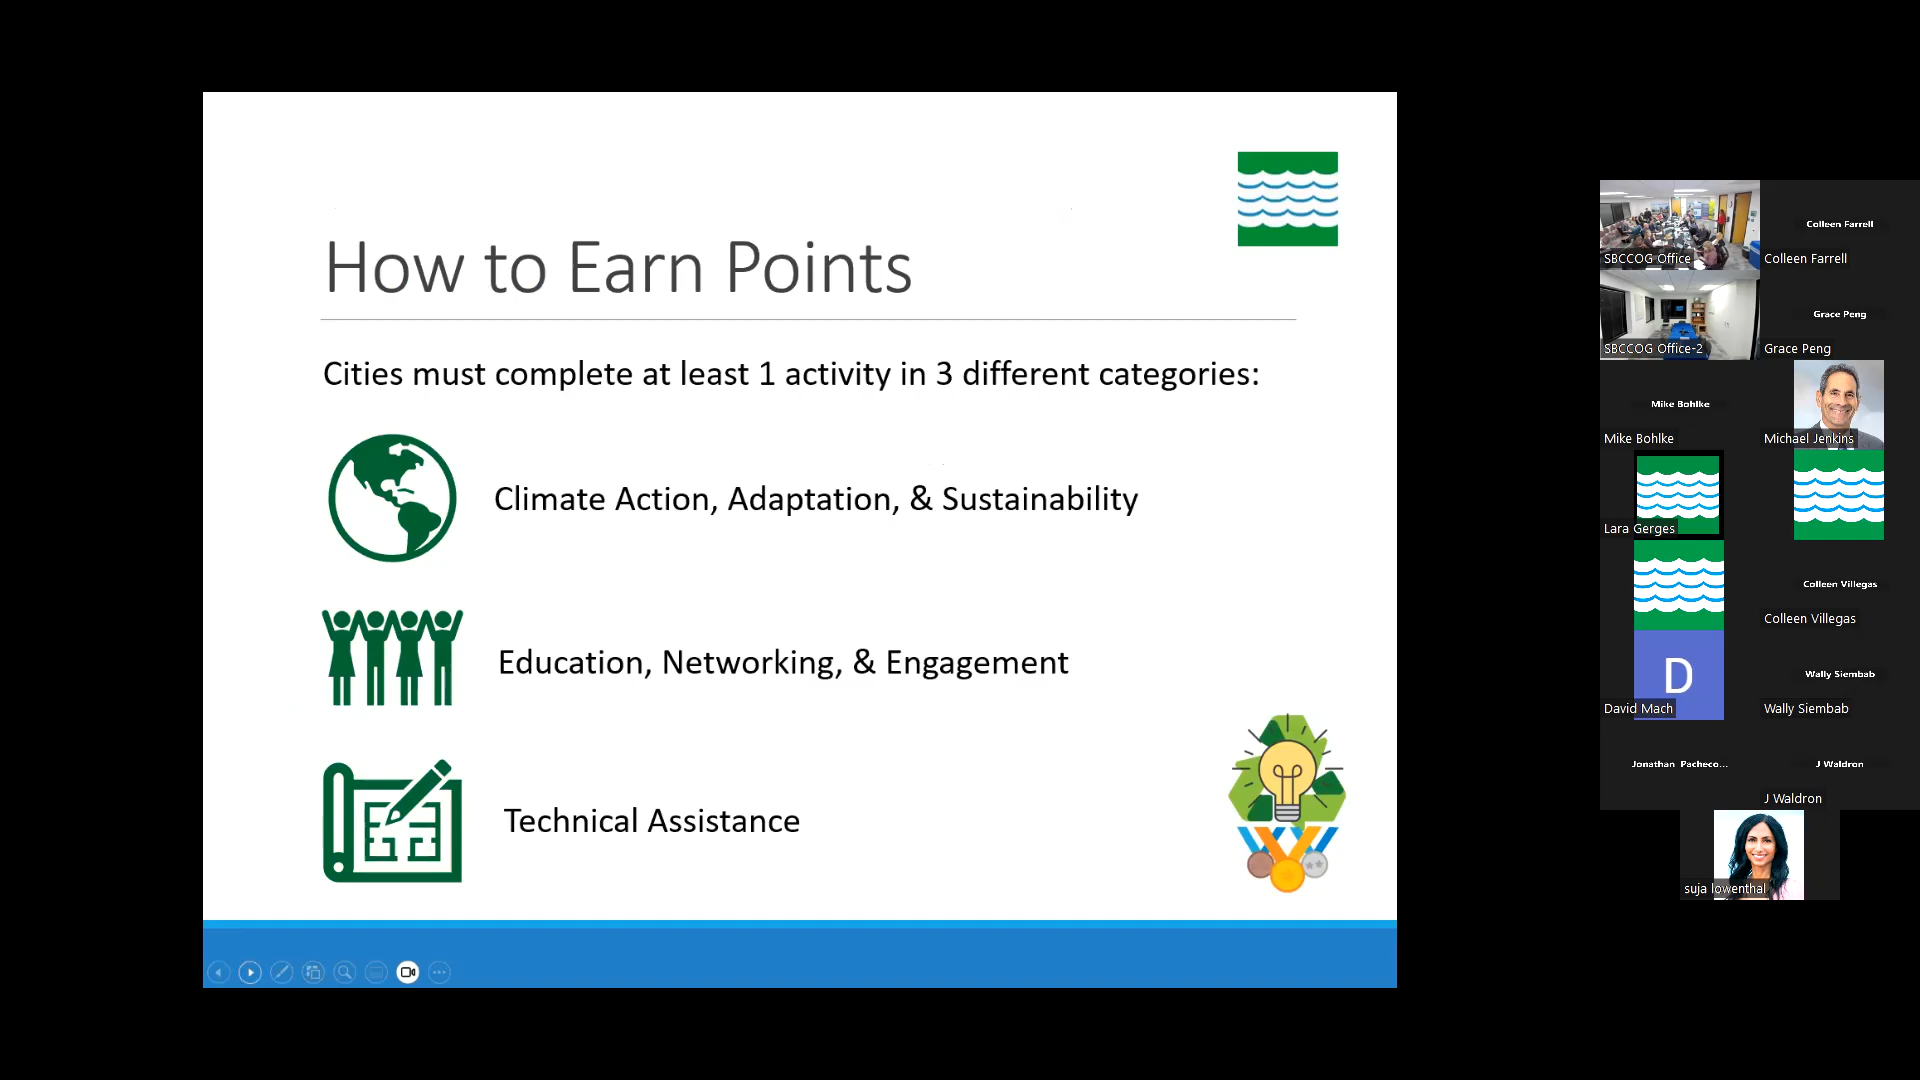 How to Earn Points
Cities must complete at least 1 activity in 3 different categories:
Climate Action, Adaptation, & Sustainability
Education, Networking, & Engagement
Technical Assistance
SBCCOG Office
Colleen Farrell
Colleen Farrell
SBCCOG Office-2
Grace Peng
Grace Peng
Mike Bohlke
Mike Bohlke
Michael Jenkins
Lara Gerges
Colleen Villegas
Colleen Villegas
D
David Mach
Wally Siembab
Wally Siembab
Jonathan Pacheco...
J Waldron
J Waldron
suja lowenthal